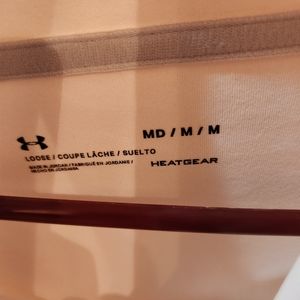 MD / M / M
LOOSE / COUPE LÂCHE / SUELTO
HEATGEAR
MADE IN JORDAN / FABRIQUÉ EN JORDANIE /
HECHO EN JORDANIA